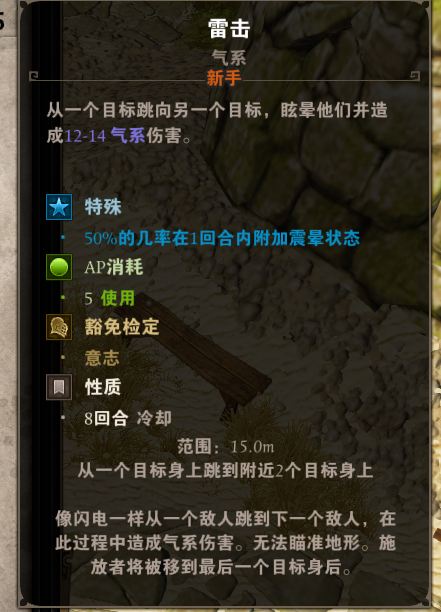 雷击
气系
新手
从一个目标跳向另一个目标，眩晕他们并造
成12-14 气系伤害。
特殊
· 50%的几率在1回合内附加震晕状态
AP消耗
· 5 使用
豁免检定
· 意志
性质
· 8回合 冷却
范围：15.0m
从一个目标身上跳到附近2个目标身上
像闪电一样从一个敌人跳到下一个敌人，在
此过程中造成气系伤害。无法瞄准地形。施
放者将被移到最后一个目标身后。